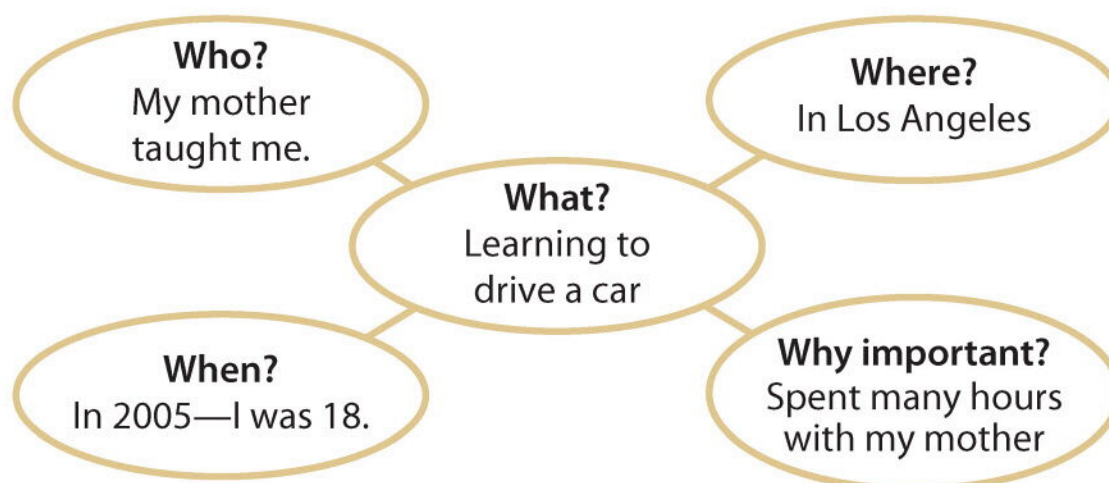 Who?
My mother
taught me.
Where?
In Los Angeles
What?
Learning to
drive a car
When?
In 2005—I was 18.
Why important?
Spent many hours
with my mother